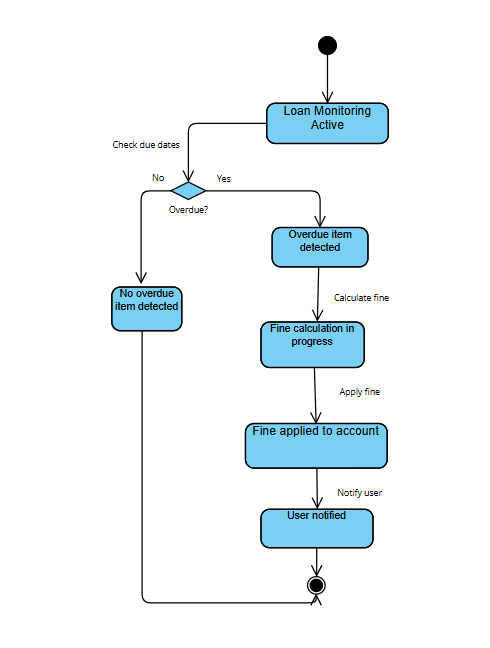 Loan Monitoring
Active
Check due dates
No
Yes
Overdue?
Overdue item
detected
No overdue
item detected
Calculate fine
Fine calculation in
progress
Apply fine
Fine applied to account
Notify user
User notified